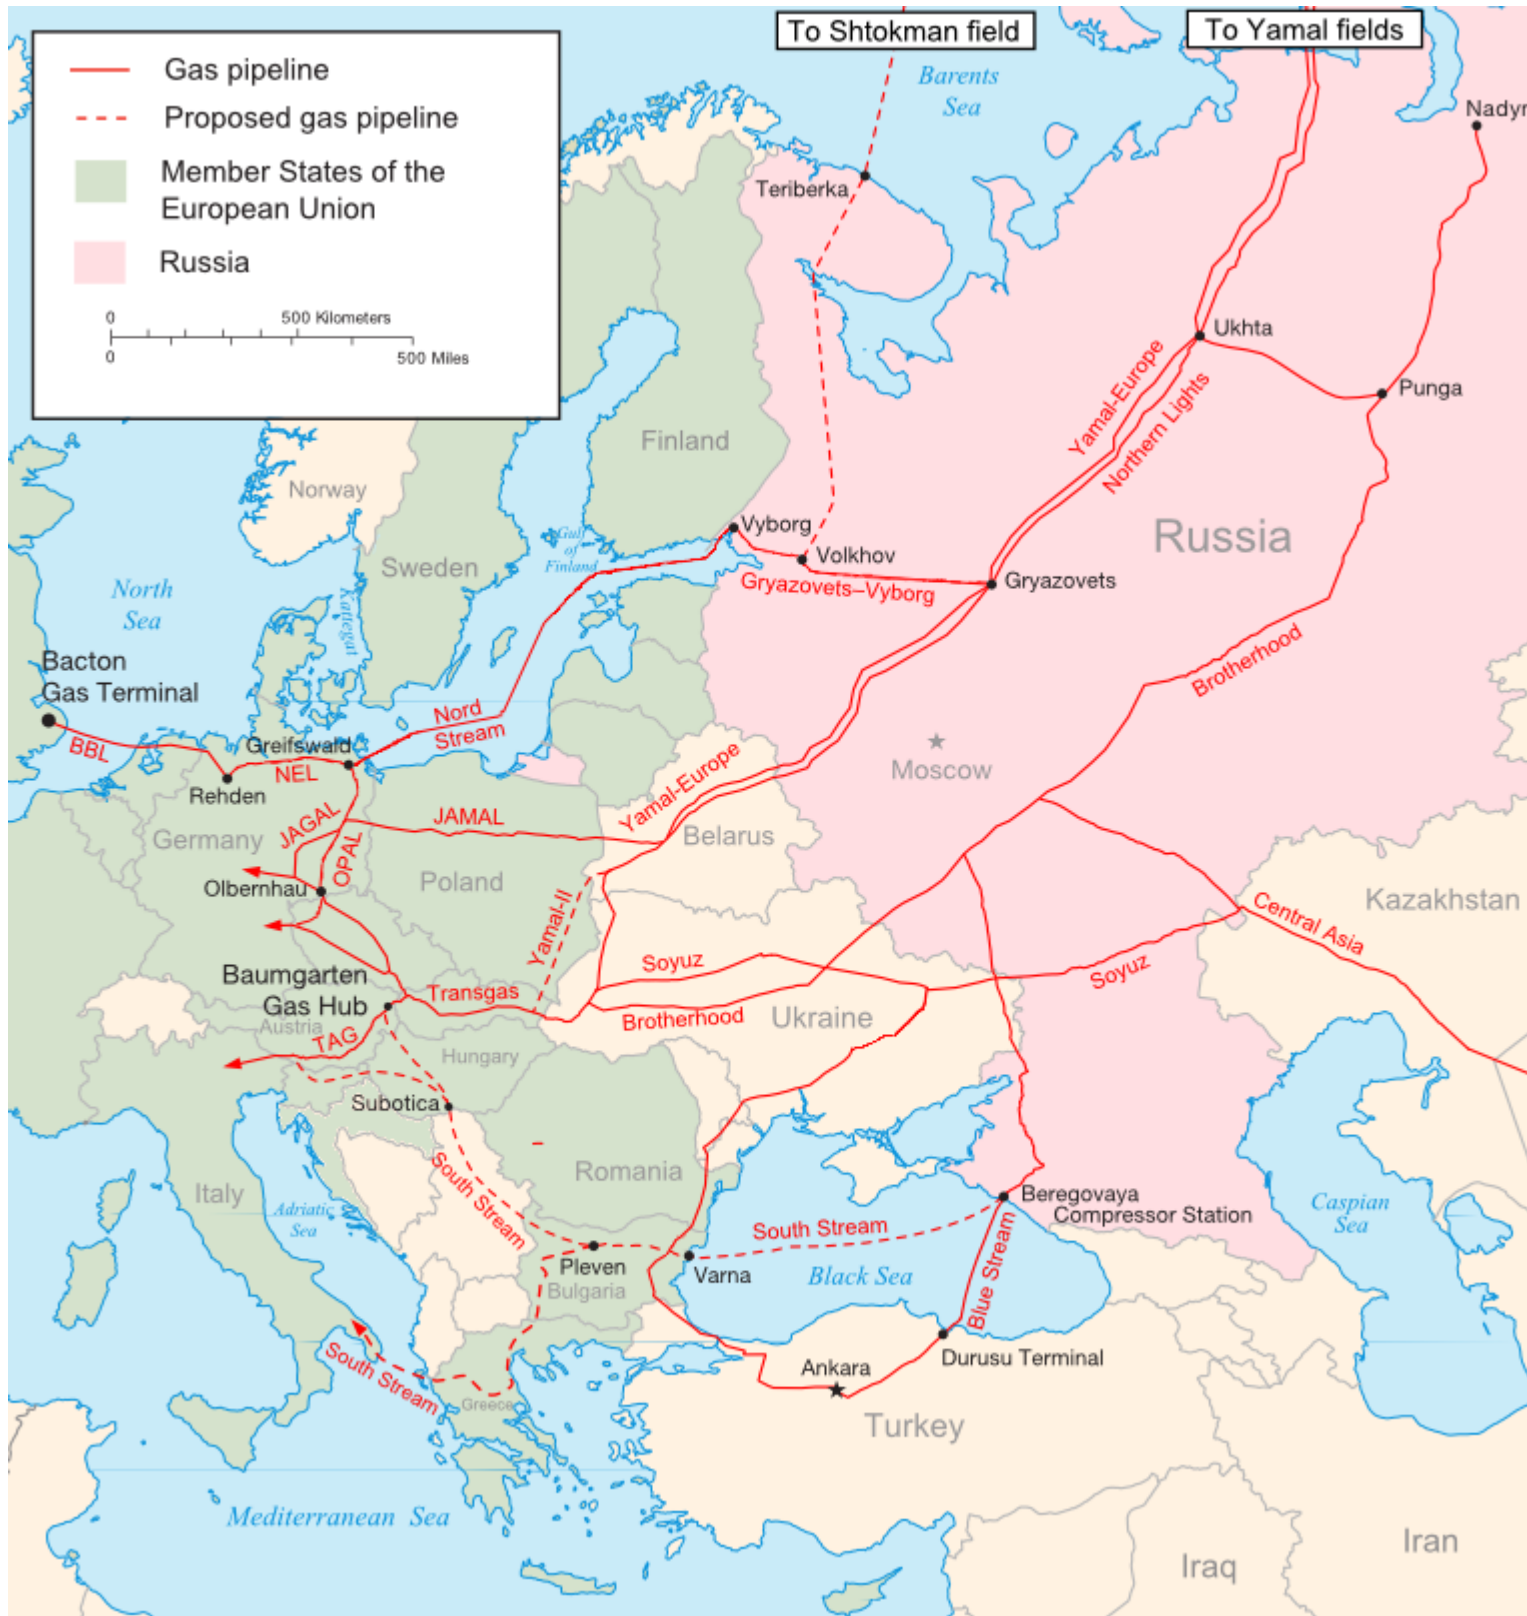 To Shtokman field
To Yamal fields
Gas pipeline
Proposed gas pipeline
Member States of the
European Union
Russia
0
500 Kilometers
0
500 Miles
Barents
Sea
Nadyr
Teriberka
Ukhta
Punga
Yamal-Europe
Northern Lights
Finland
Norway
Sweden
Gulf
of
Finland
Vyborg
Volkhov
Gryazovets–Vyborg
Gryazovets
Russia
North
Sea
Kattegat
Brotherhood
Bacton
Gas Terminal
BBL
Greifswald
NEL
Rehden
Nord
Stream
Moscow
Yamal-Europe
JAGAL
JAMAL
Germany
OPAL
Belarus
Olbernhau
Poland
Kazakhstan
Yamal-II
Central Asia
Soyuz
Soyuz
Baumgarten
Gas Hub
Transgas
Brotherhood
Ukraine
Austria
TAG
Hungary
Subotica
Romania
South Stream
Italy
Adriatic
Sea
Beregovaya
Compressor Station
Caspian
Sea
South Stream
Blue Stream
Pleven
Varna
Black Sea
Bulgaria
South Stream
Durusu Terminal
Ankara
Greece
Turkey
Mediterranean Sea
Iraq
Iran